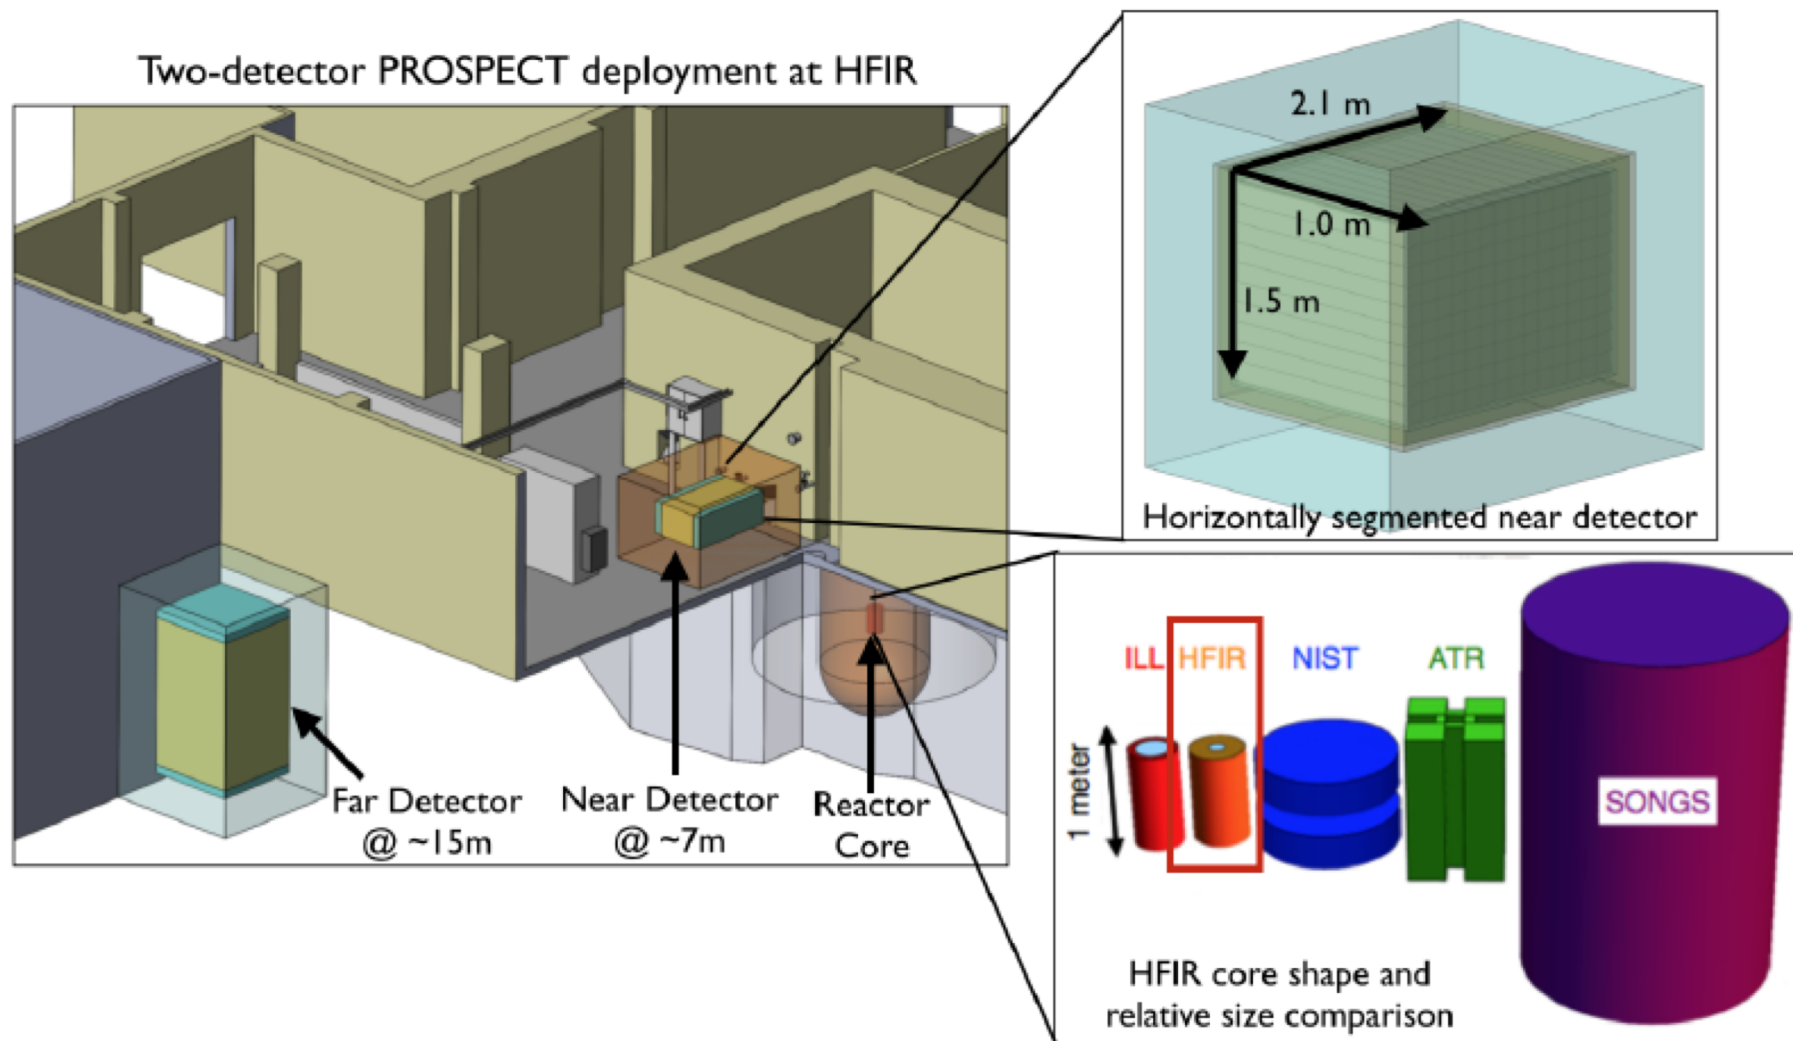 Two-detector PROSPECT deployment at HFIR
Far Detector
@ ~15m
Near Detector
@ ~7m
Reactor
Core
2.1 m
1.0 m
1.5 m
Horizontally segmented near detector
ILL
HFIR
NIST
ATR
1 meter
SONGS
HFIR core shape and
relative size comparison